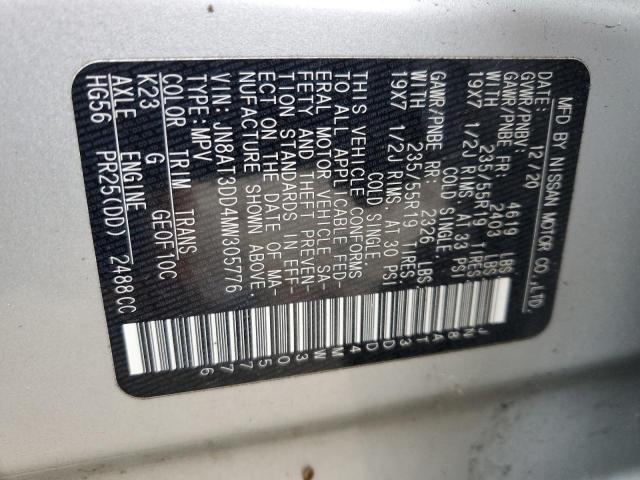 MFD BY NISSAN MOTOR CO.,LTD.
DATE: 12/20
GVWR/PNBV: 4619 LBS
GAWR/PNBE FR: 2403 LBS
WITH 235/55R19 TIRES,
19X7 1/2J RIMS AT 33 PSI
COLD SINGLE.
GAWR/PNBE RR: 2326 LBS
WITH 235/55R19 TIRES,
19X7 1/2J RIMS AT 30 PSI
COLD SINGLE.
THIS VEHICLE CONFORMS
TO ALL APPLICABLE FED-
ERAL MOTOR VEHICLE SA-
FETY AND THEFT PREVEN-
TION STANDARDS IN EFF-
ECT ON THE DATE OF MA-
NUFACTURE SHOWN ABOVE.
VIN: JN8AT3DD4MW305776
TYPE: MPV
COLOR TRIM TRANS
K23 G GE0F10C
AXLE ENGINE
HG56 PR25(DD) 2488CC
JN8AT3DD4MW305776